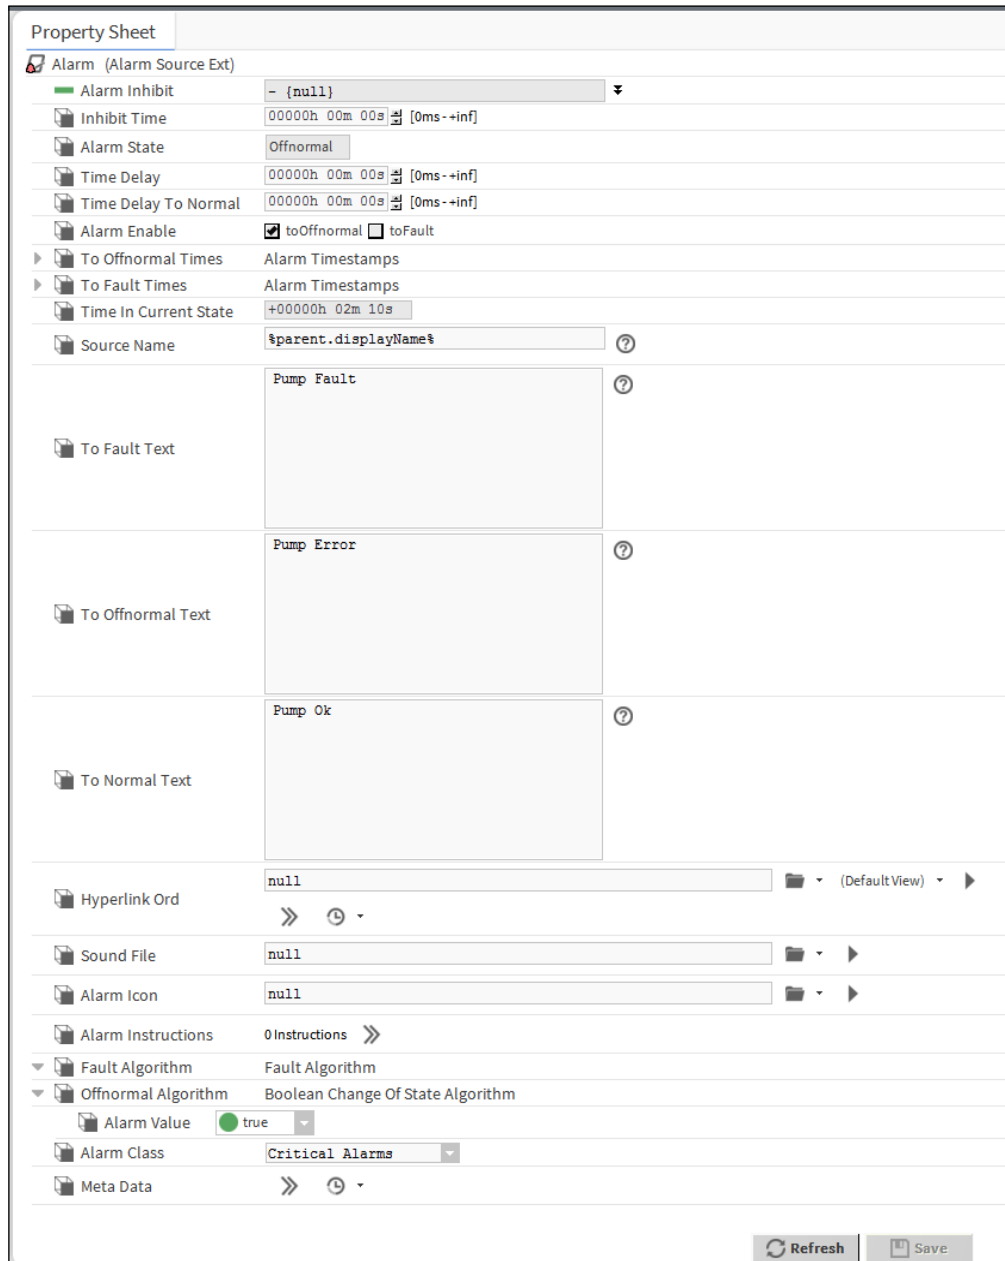 Property Sheet
Alarm (Alarm Source Ext)
Alarm Inhibit - {null}
Inhibit Time 00000h 00m 00s [0ms-+inf]
Alarm State Offnormal
Time Delay 00000h 00m 00s [0ms-+inf]
Time Delay To Normal 00000h 00m 00s [0ms-+inf]
Alarm Enable toOffnormal toFault
To Offnormal Times Alarm Timestamps
To Fault Times Alarm Timestamps
Time In Current State +00000h 02m 10s
Source Name %parent.displayName%
To Fault Text Pump Fault
To Offnormal Text Pump Error
To Normal Text Pump Ok
Hyperlink Ord null (Default View)
Sound File null
Alarm Icon null
Alarm Instructions 0 Instructions
Fault Algorithm Fault Algorithm
Offnormal Algorithm Boolean Change Of State Algorithm
Alarm Value true
Alarm Class Critical Alarms
Meta Data
Refresh Save